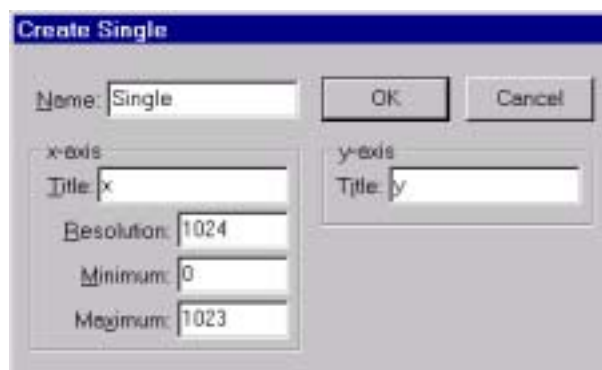 Create Single
Name: Single
OK
Cancel
x-axis
Title: x
Resolution: 1024
Minimum: 0
Maximum: 1023
y-axis
Title: y